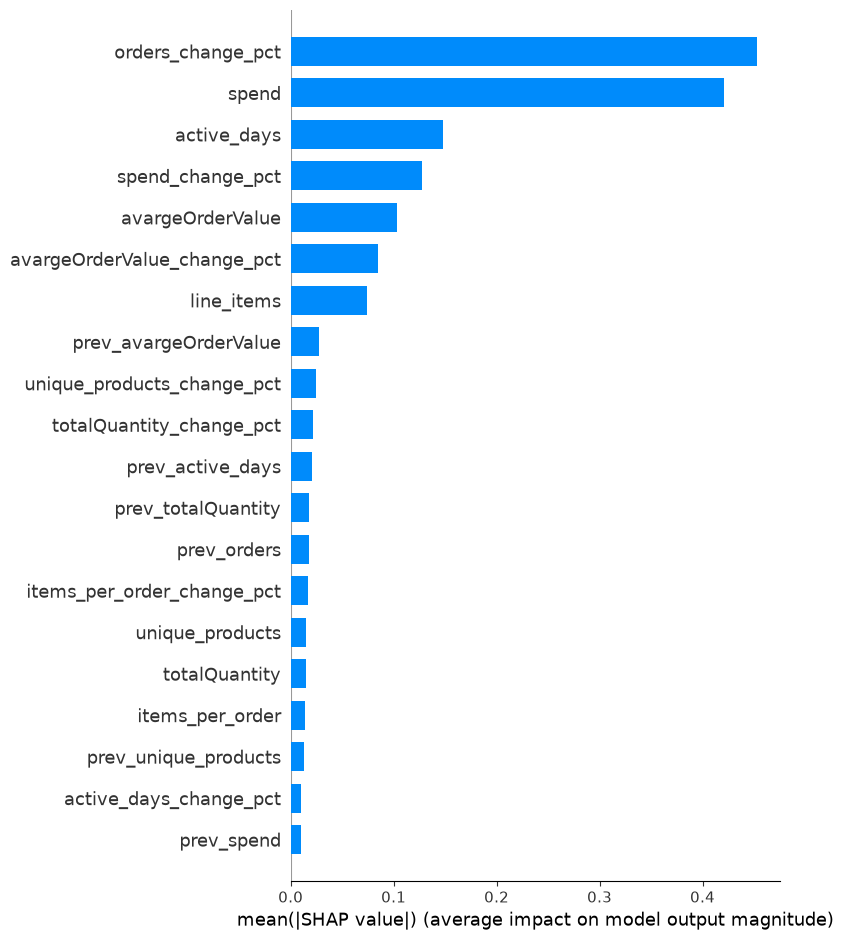 orders_change_pct
spend
active_days
spend_change_pct
avargeOrderValue
avargeOrderValue_change_pct
line_items
prev_avargeOrderValue
unique_products_change_pct
totalQuantity_change_pct
prev_active_days
prev_totalQuantity
prev_orders
items_per_order_change_pct
unique_products
totalQuantity
items_per_order
prev_unique_products
active_days_change_pct
prev_spend
0.0 0.1 0.2 0.3 0.4
mean(|SHAP value|) (average impact on model output magnitude)